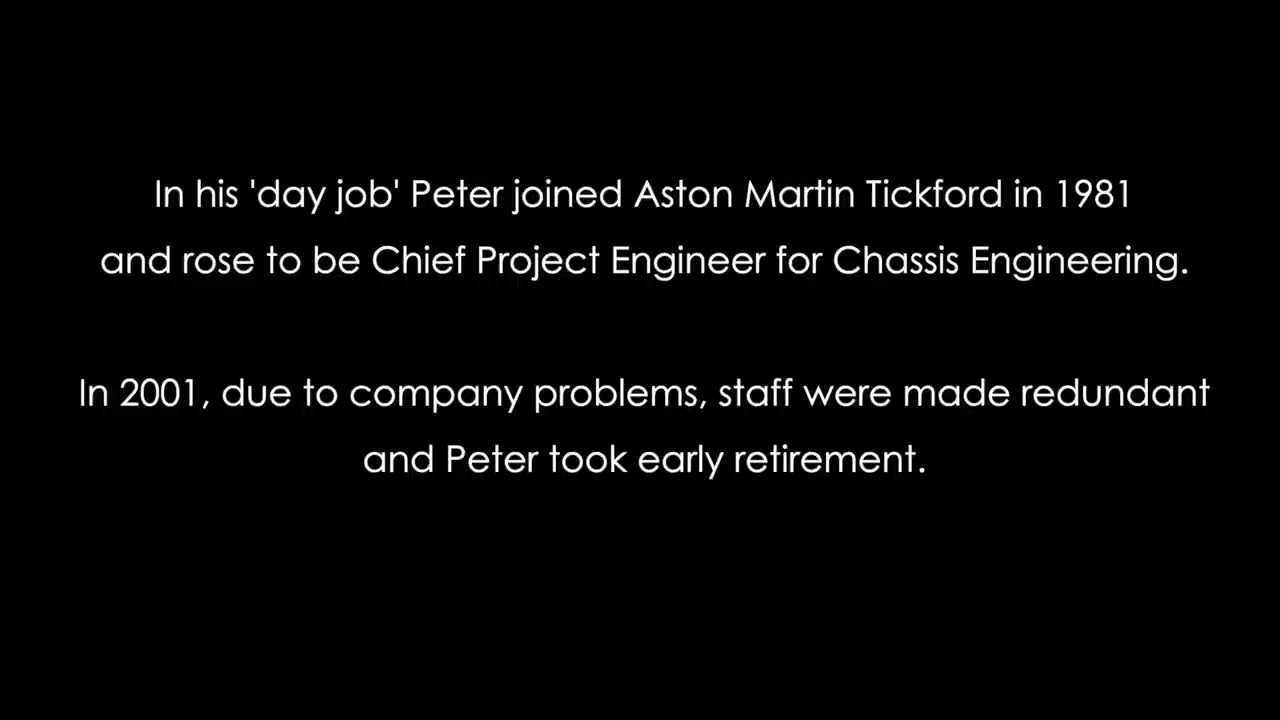 In his 'day job' Peter joined Aston Martin Tickford in 1981
and rose to be Chief Project Engineer for Chassis Engineering.
In 2001, due to company problems, staff were made redundant
and Peter took early retirement.